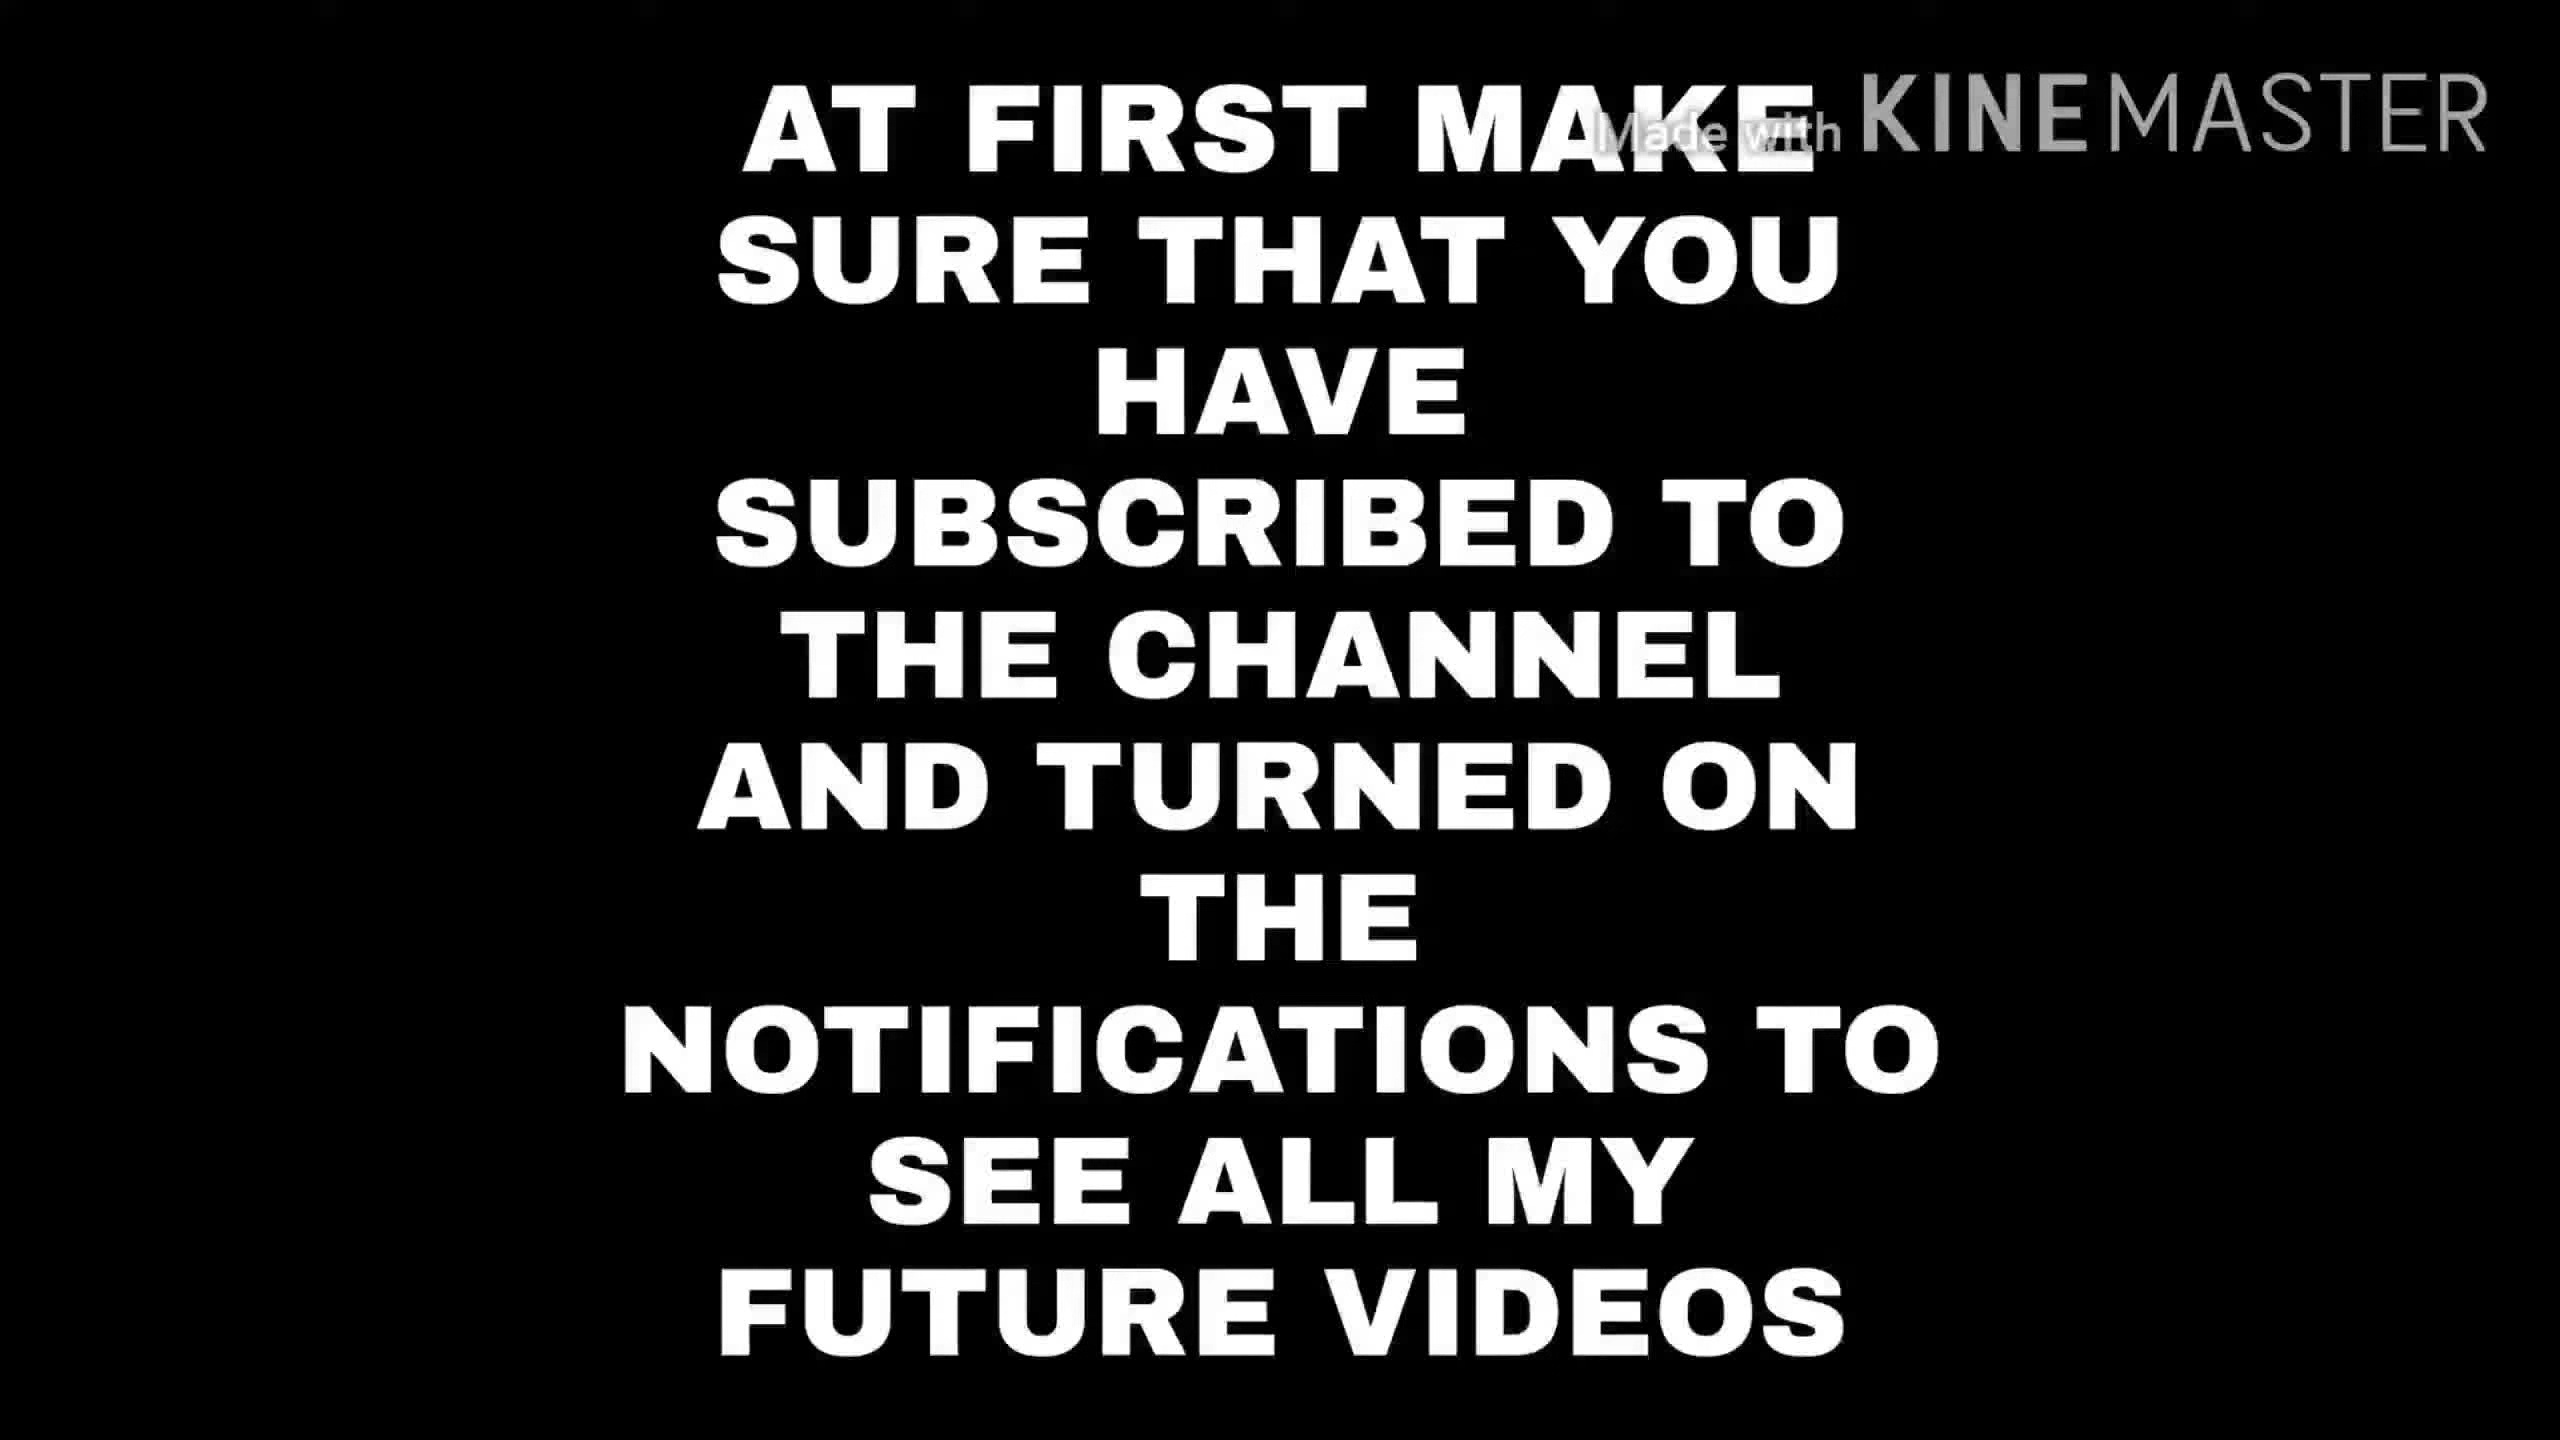 AT FIRST MAKE
Made with KINEMASTER
SURE THAT YOU
HAVE
SUBSCRIBED TO
THE CHANNEL
AND TURNED ON
THE
NOTIFICATIONS TO
SEE ALL MY
FUTURE VIDEOS